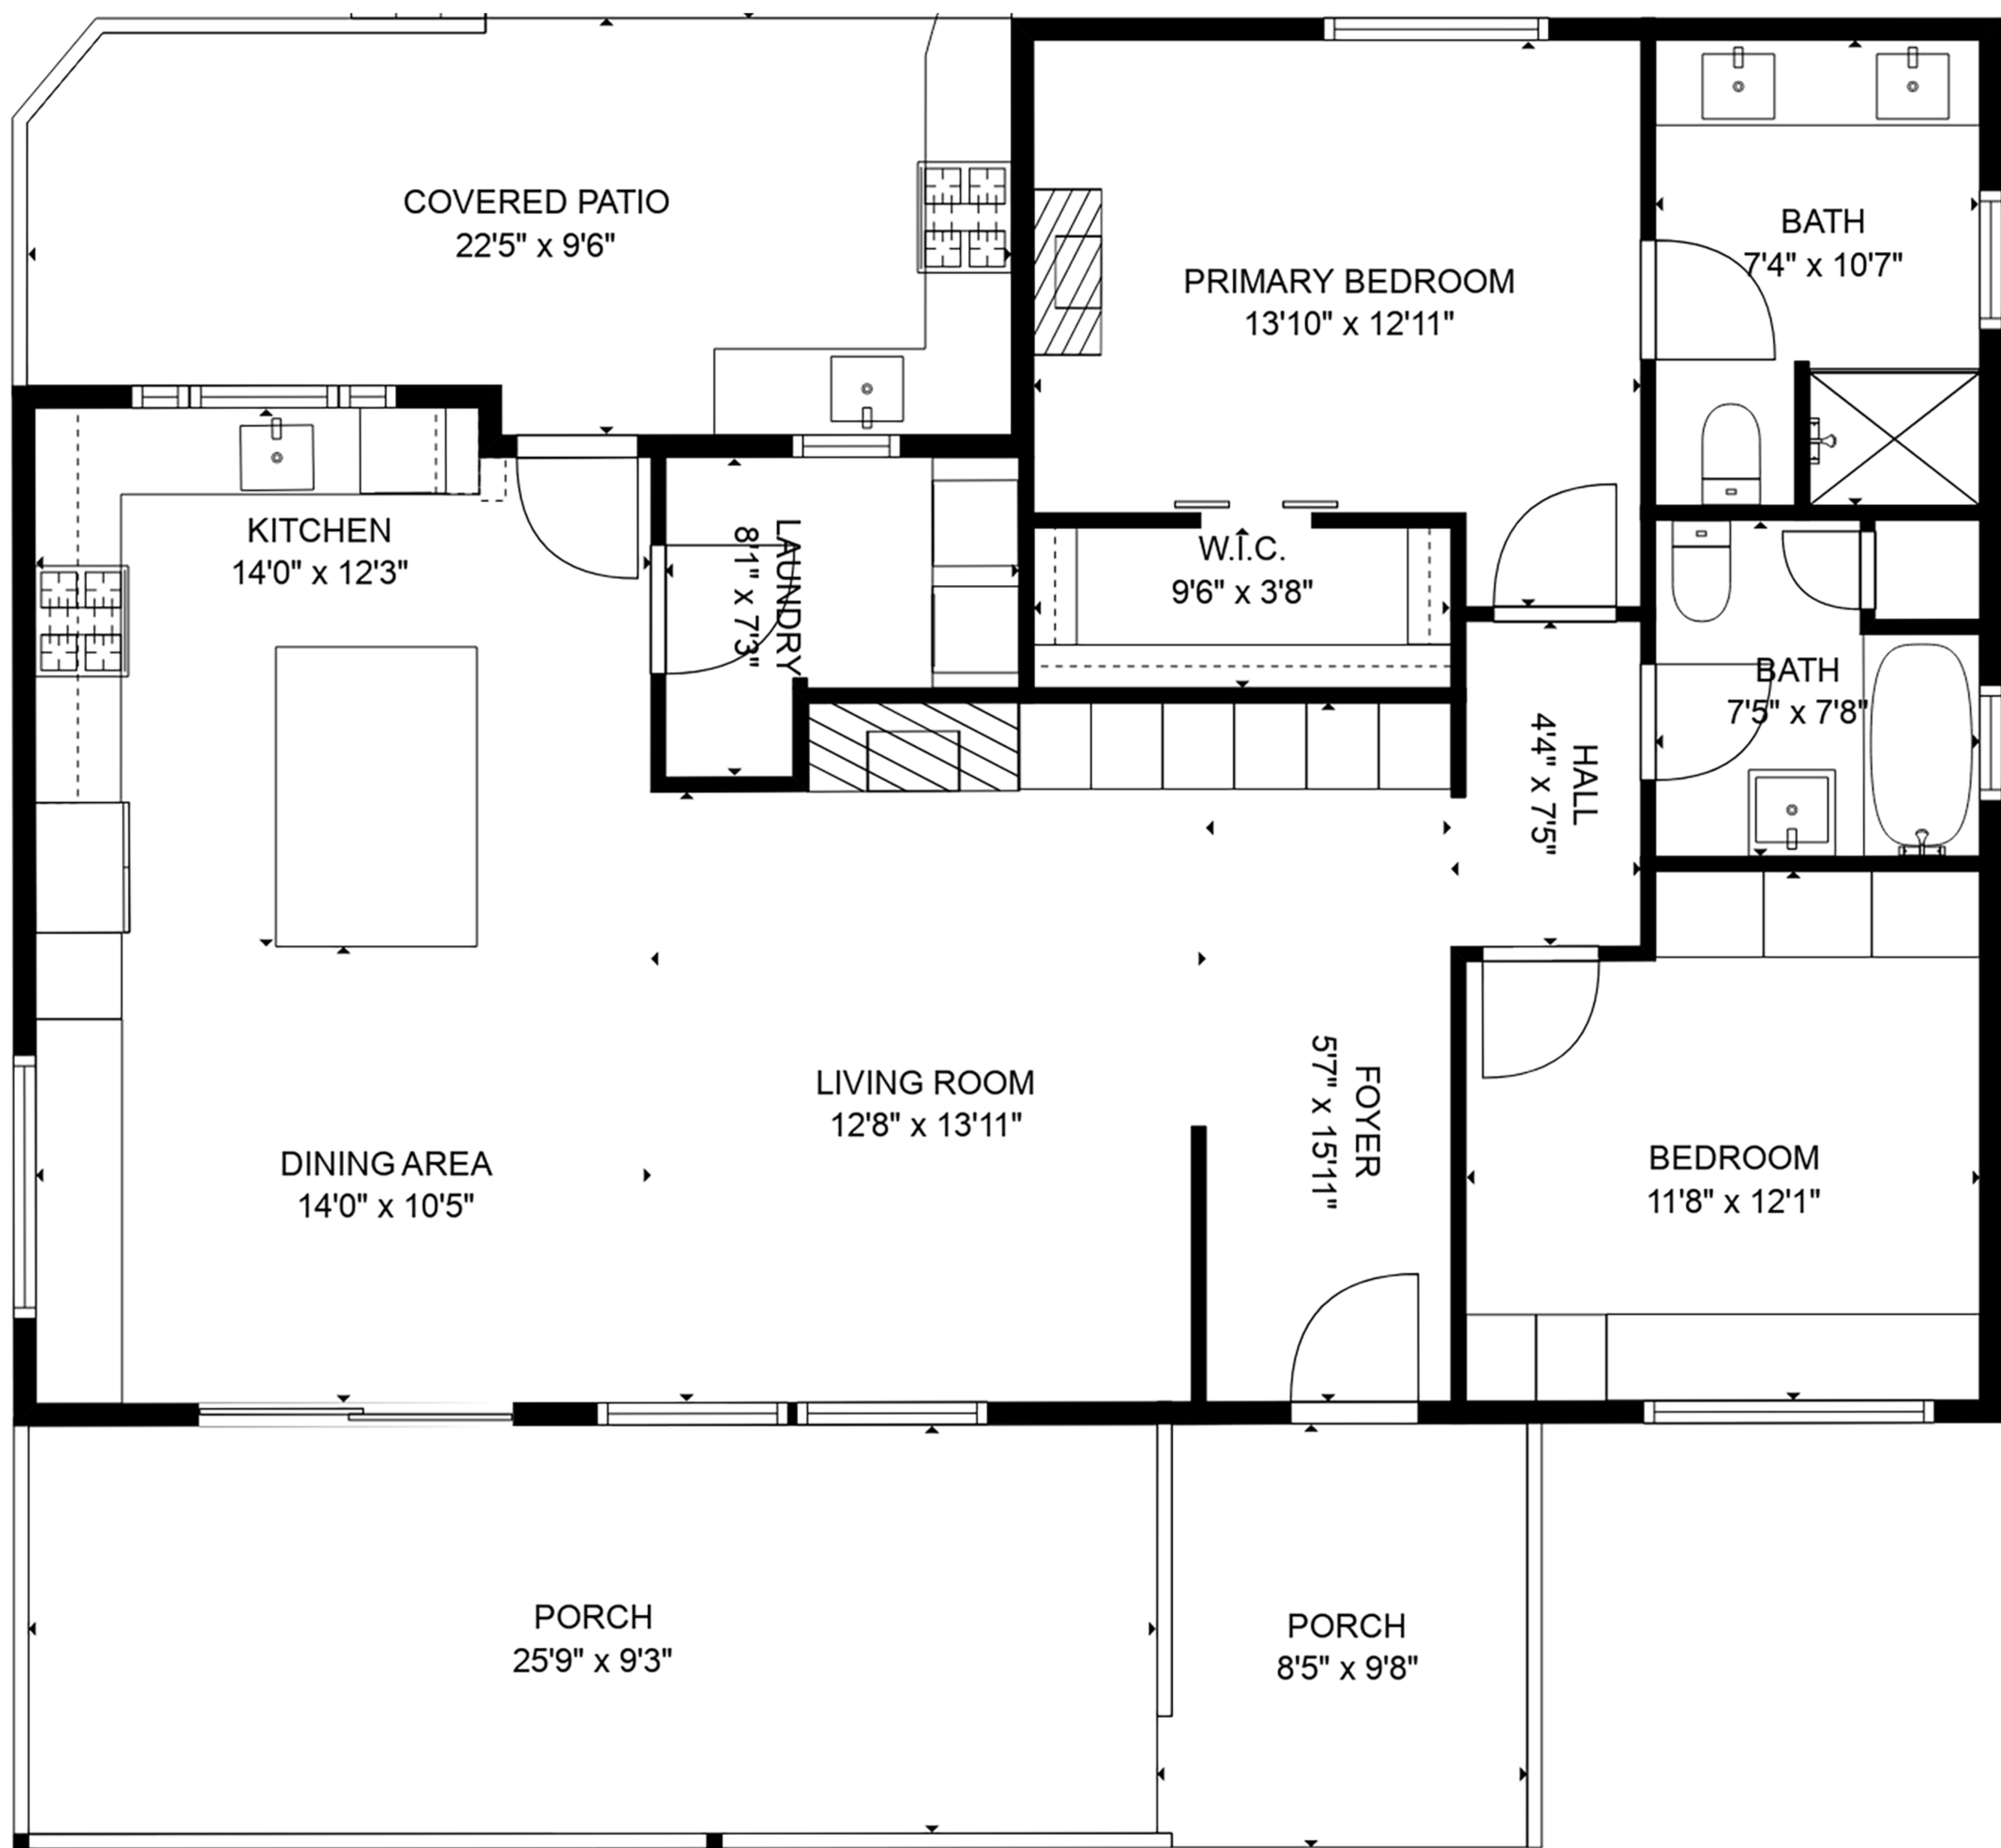 COVERED PATIO
22'5" x 9'6"
PRIMARY BEDROOM
13'10" x 12'11"
BATH
7'4" x 10'7"
KITCHEN
14'0" x 12'3"
LAUNDRY
8'1" x 7'3"
W.I.C.
9'6" x 3'8"
BATH
7'5" x 7'8"
HALL
4'4" x 7'5"
LIVING ROOM
12'8" x 13'11"
FOYER
5'7" x 15'11"
DINING AREA
14'0" x 10'5"
BEDROOM
11'8" x 12'1"
PORCH
25'9" x 9'3"
PORCH
8'5" x 9'8"